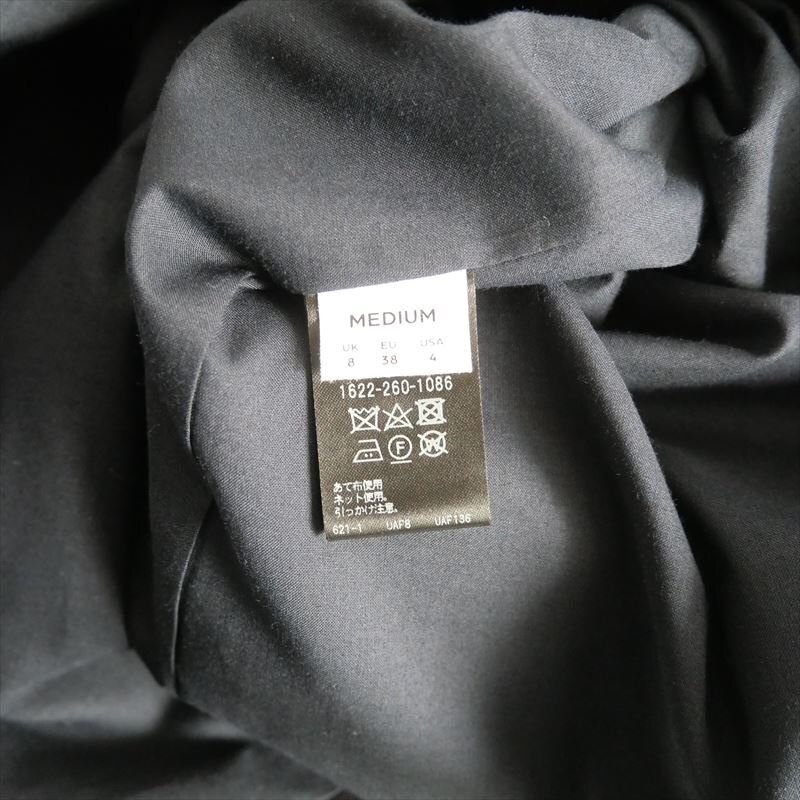 MEDIUM
UK EU USA
8 38 4
1622-260-1086
F W
あて布使用
ネット使用。
引っかけ注意。
621-1 UAF8 UAF136